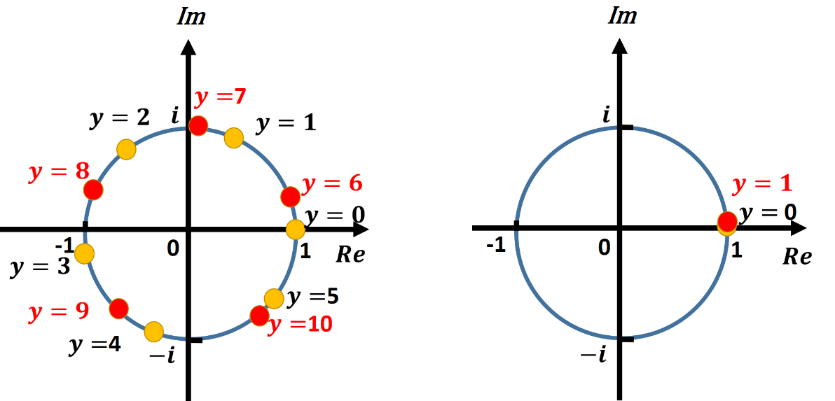 Im
y =7
y = 2
i
y = 1
y = 8
y = 6
y = 0
-1
0
1
Re
y = 3
y =5
y = 9
y =10
y =4
−i
Im
i
y = 1
y = 0
-1
0
1
Re
−i